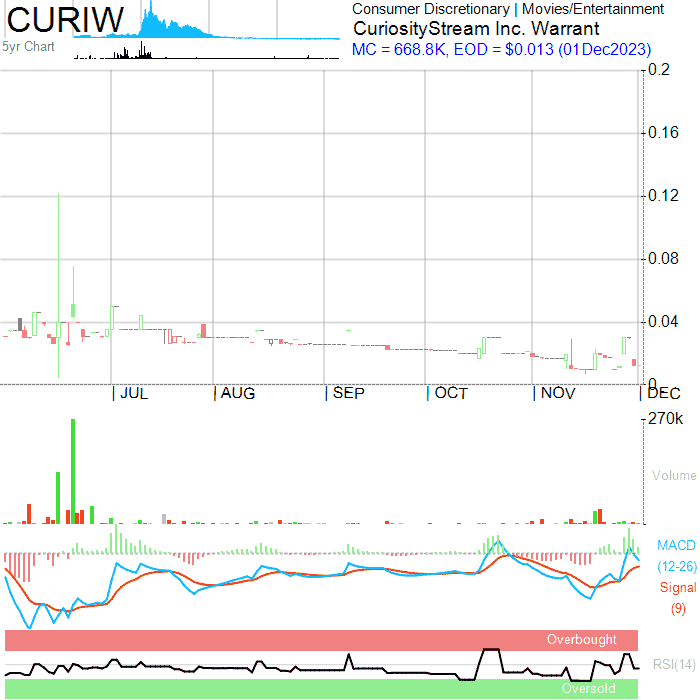 CURIW
5yr Chart
Consumer Discretionary | Movies/Entertainment
CuriosityStream Inc. Warrant
MC = 668.8K, EOD = $0.013 (01Dec2023)
0.2
0.16
0.12
0.08
0.04
0
JUL AUG SEP OCT NOV DEC
270k
Volume
MACD
(12-26)
Signal
(9)
Overbought
RSI(14)
Oversold